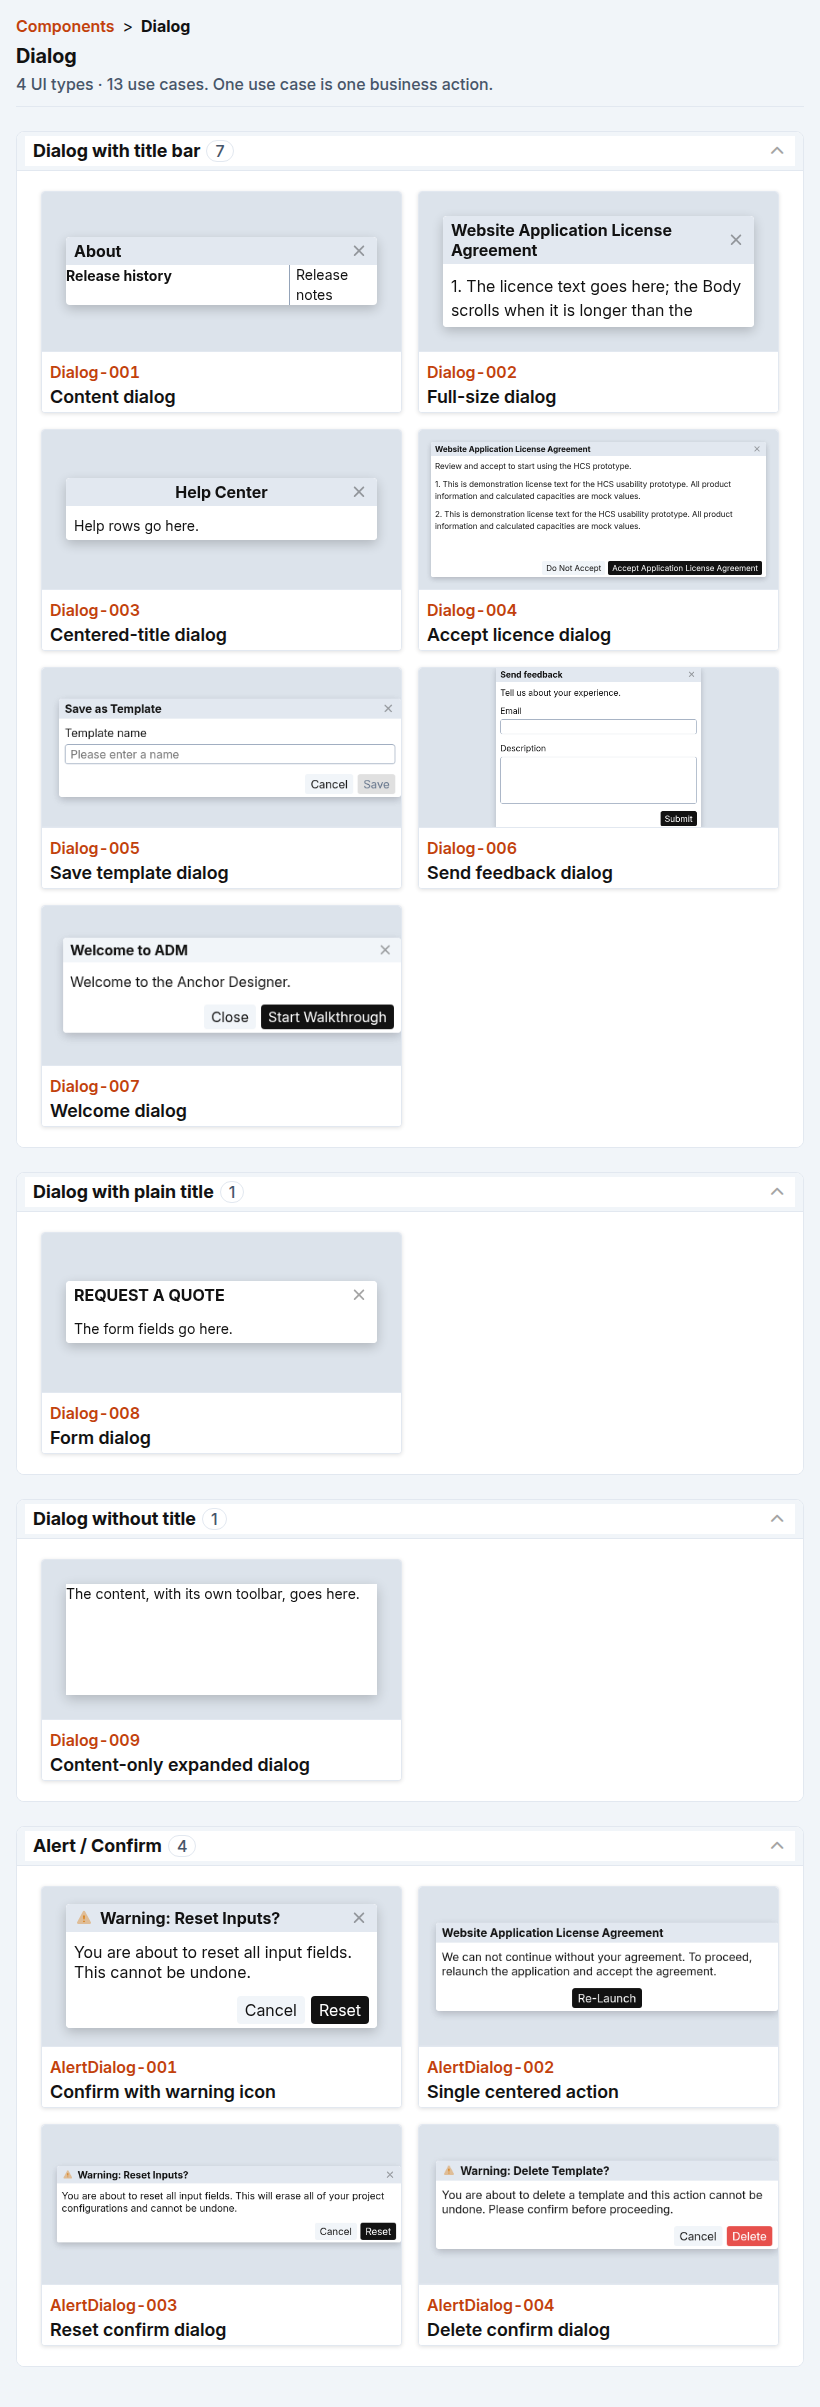 Components > Dialog
Dialog
4 UI types · 13 use cases. One use case is one business action.
Dialog with title bar 7
About
Release history
Release
notes
Dialog-001
Content dialog
Website Application License
Agreement
1. The licence text goes here; the Body
scrolls when it is longer than the
Dialog-002
Full-size dialog
Help Center
Help rows go here.
Dialog-003
Centered-title dialog
Website Application License Agreement
Review and accept to start using the HCS prototype.
1. This is demonstration license text for the HCS usability prototype. All product
information and calculated capacities are mock values.
2. This is demonstration license text for the HCS usability prototype. All product
information and calculated capacities are mock values.
Do Not Accept
Accept Application License Agreement
Dialog-004
Accept licence dialog
Save as Template
Template name
Please enter a name
Cancel
Save
Dialog-005
Save template dialog
Send feedback
Tell us about your experience.
Email
Description
Submit
Dialog-006
Send feedback dialog
Welcome to ADM
Welcome to the Anchor Designer.
Close
Start Walkthrough
Dialog-007
Welcome dialog
Dialog with plain title 1
REQUEST A QUOTE
The form fields go here.
Dialog-008
Form dialog
Dialog without title 1
The content, with its own toolbar, goes here.
Dialog-009
Content-only expanded dialog
Alert / Confirm 4
Warning: Reset Inputs?
You are about to reset all input fields.
This cannot be undone.
Cancel
Reset
AlertDialog-001
Confirm with warning icon
Website Application License Agreement
We can not continue without your agreement. To proceed,
relaunch the application and accept the agreement.
Re-Launch
AlertDialog-002
Single centered action
Warning: Reset Inputs?
You are about to reset all input fields. This will erase all of your project
configurations and cannot be undone.
Cancel
Reset
AlertDialog-003
Reset confirm dialog
Warning: Delete Template?
You are about to delete a template and this action cannot be
undone. Please confirm before proceeding.
Cancel
Delete
AlertDialog-004
Delete confirm dialog